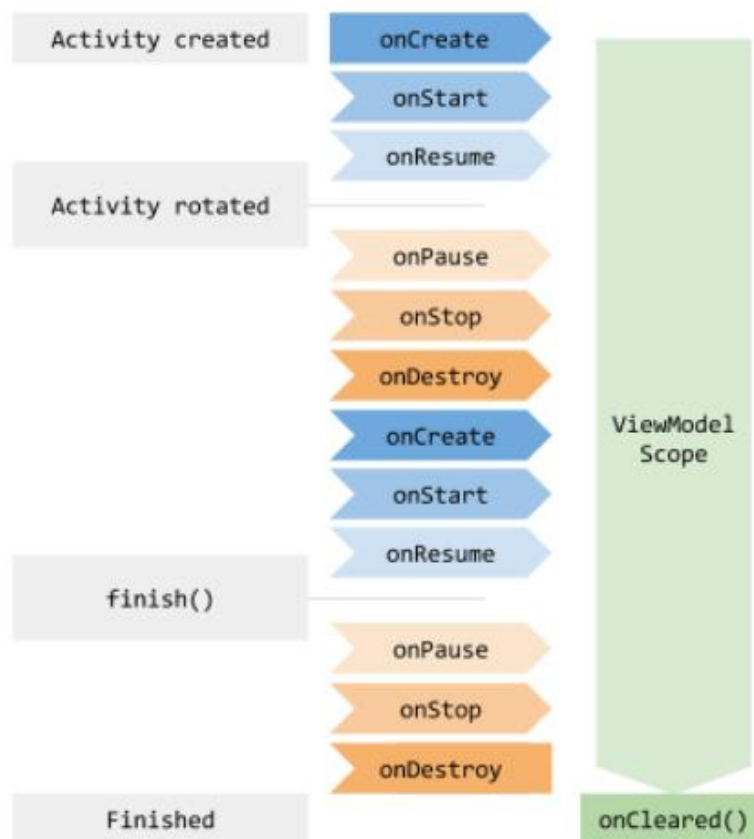 Activity created
onCreate
onStart
onResume
Activity rotated
onPause
onStop
onDestroy
onCreate
onStart
onResume
finish()
onPause
onStop
onDestroy
Finished
ViewModel
Scope
onCleared()